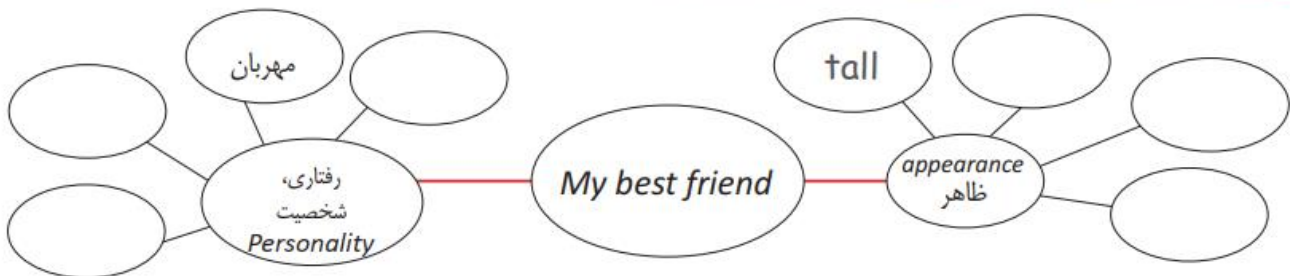 مهربان
tall
رفتاری،
شخصیت
Personality
My best friend
appearance
ظاهر